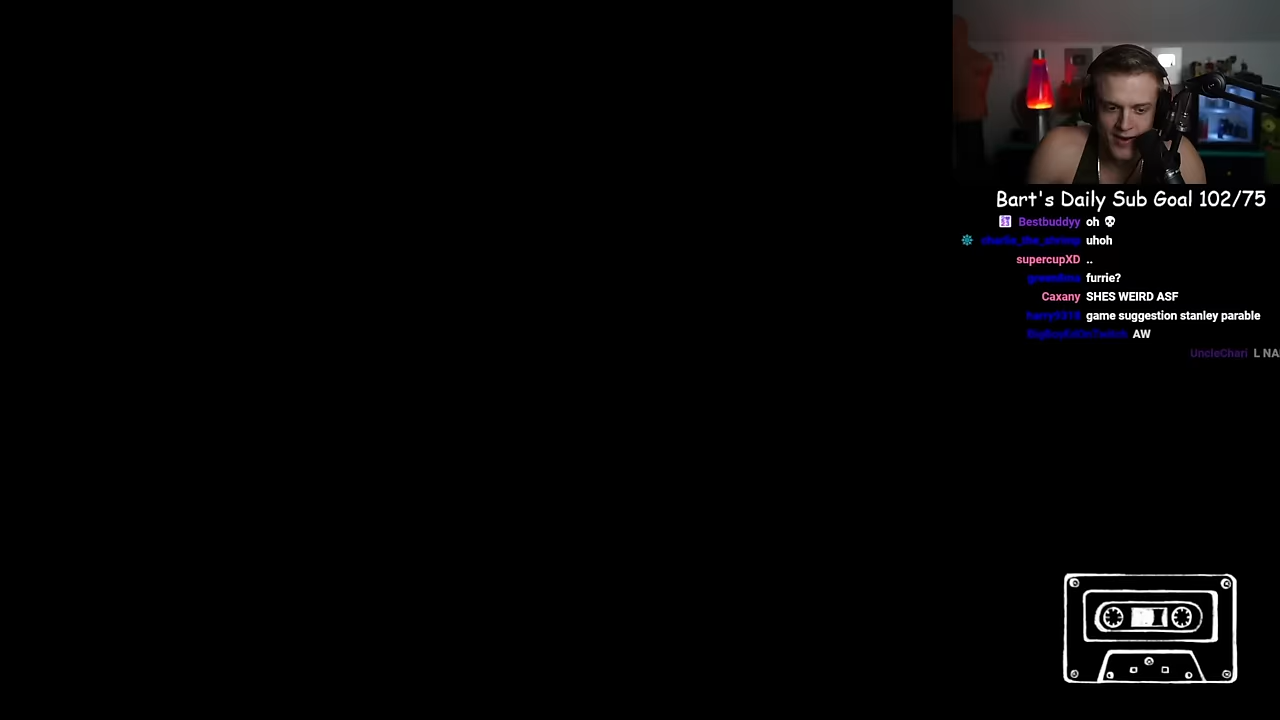 Bart's Daily Sub Goal 102/75
Bestbuddyy oh 💀
uhoh
supercupXD ..
furrie?
Caxany SHES WEIRD ASF
game suggestion stanley parable
AW
UncleChari L NA